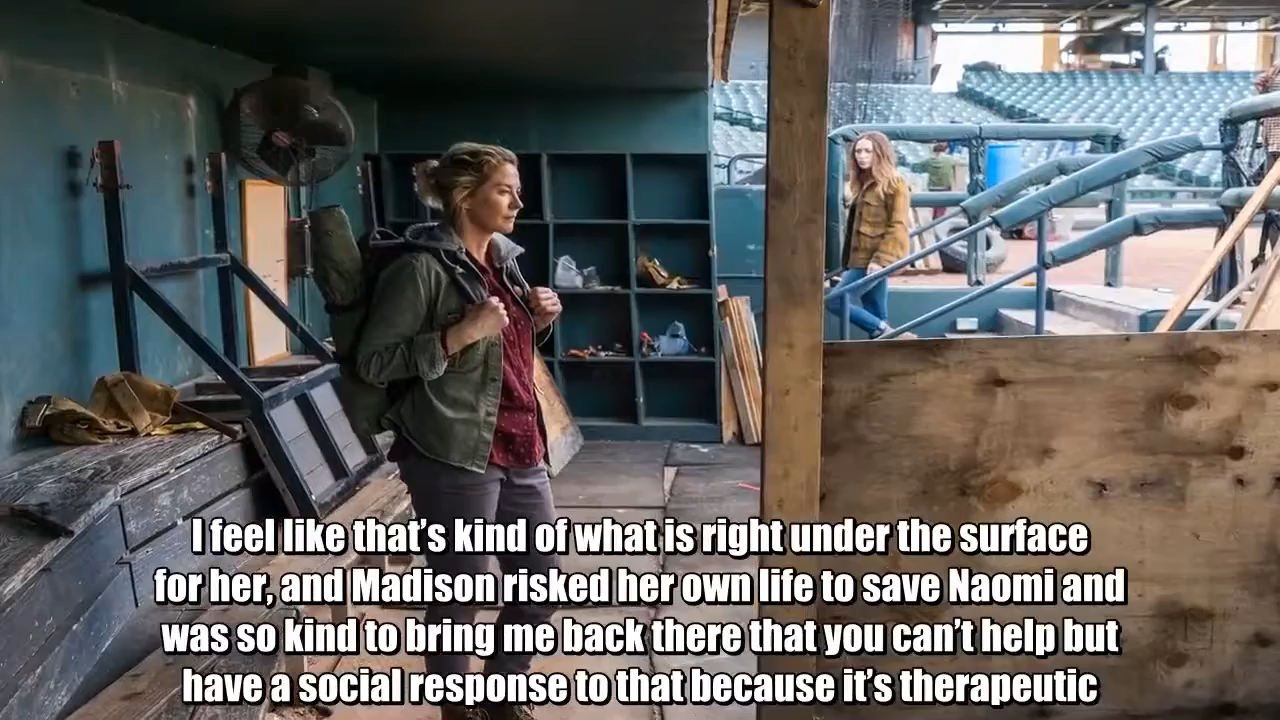 I feel like that’s kind of what is right under the surface
for her, and Madison risked her own life to save Naomi and
was so kind to bring me back there that you can’t help but
have a social response to that because it’s therapeutic